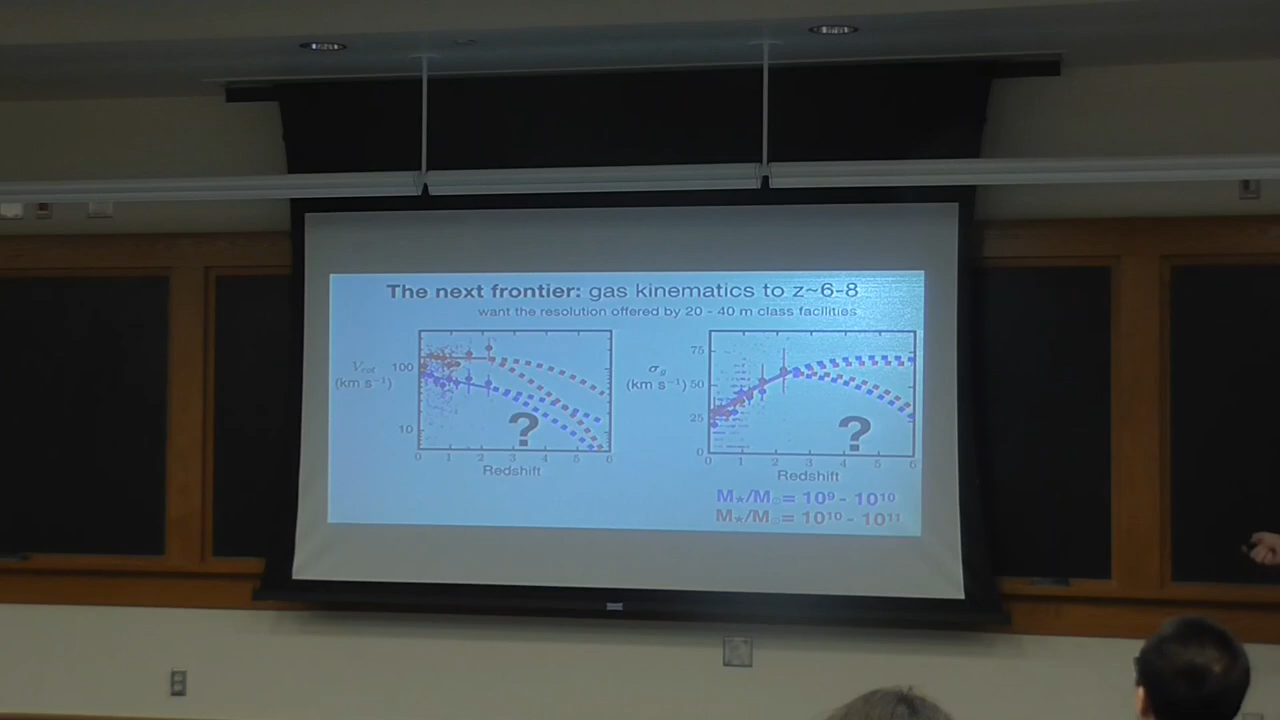 The next frontier: gas kinematics to z~6-8
want the resolution offered by 20 - 40 m class facilities
V_rot
(km s⁻¹)
100
10
0 1 2 3 4 5 6
Redshift
σ_g
(km s⁻¹)
75
50
25
0
0 1 2 3 4 5 6
Redshift
?
?
M★/M☉ = 10⁹ - 10¹⁰
M★/M☉ = 10¹⁰ - 10¹¹